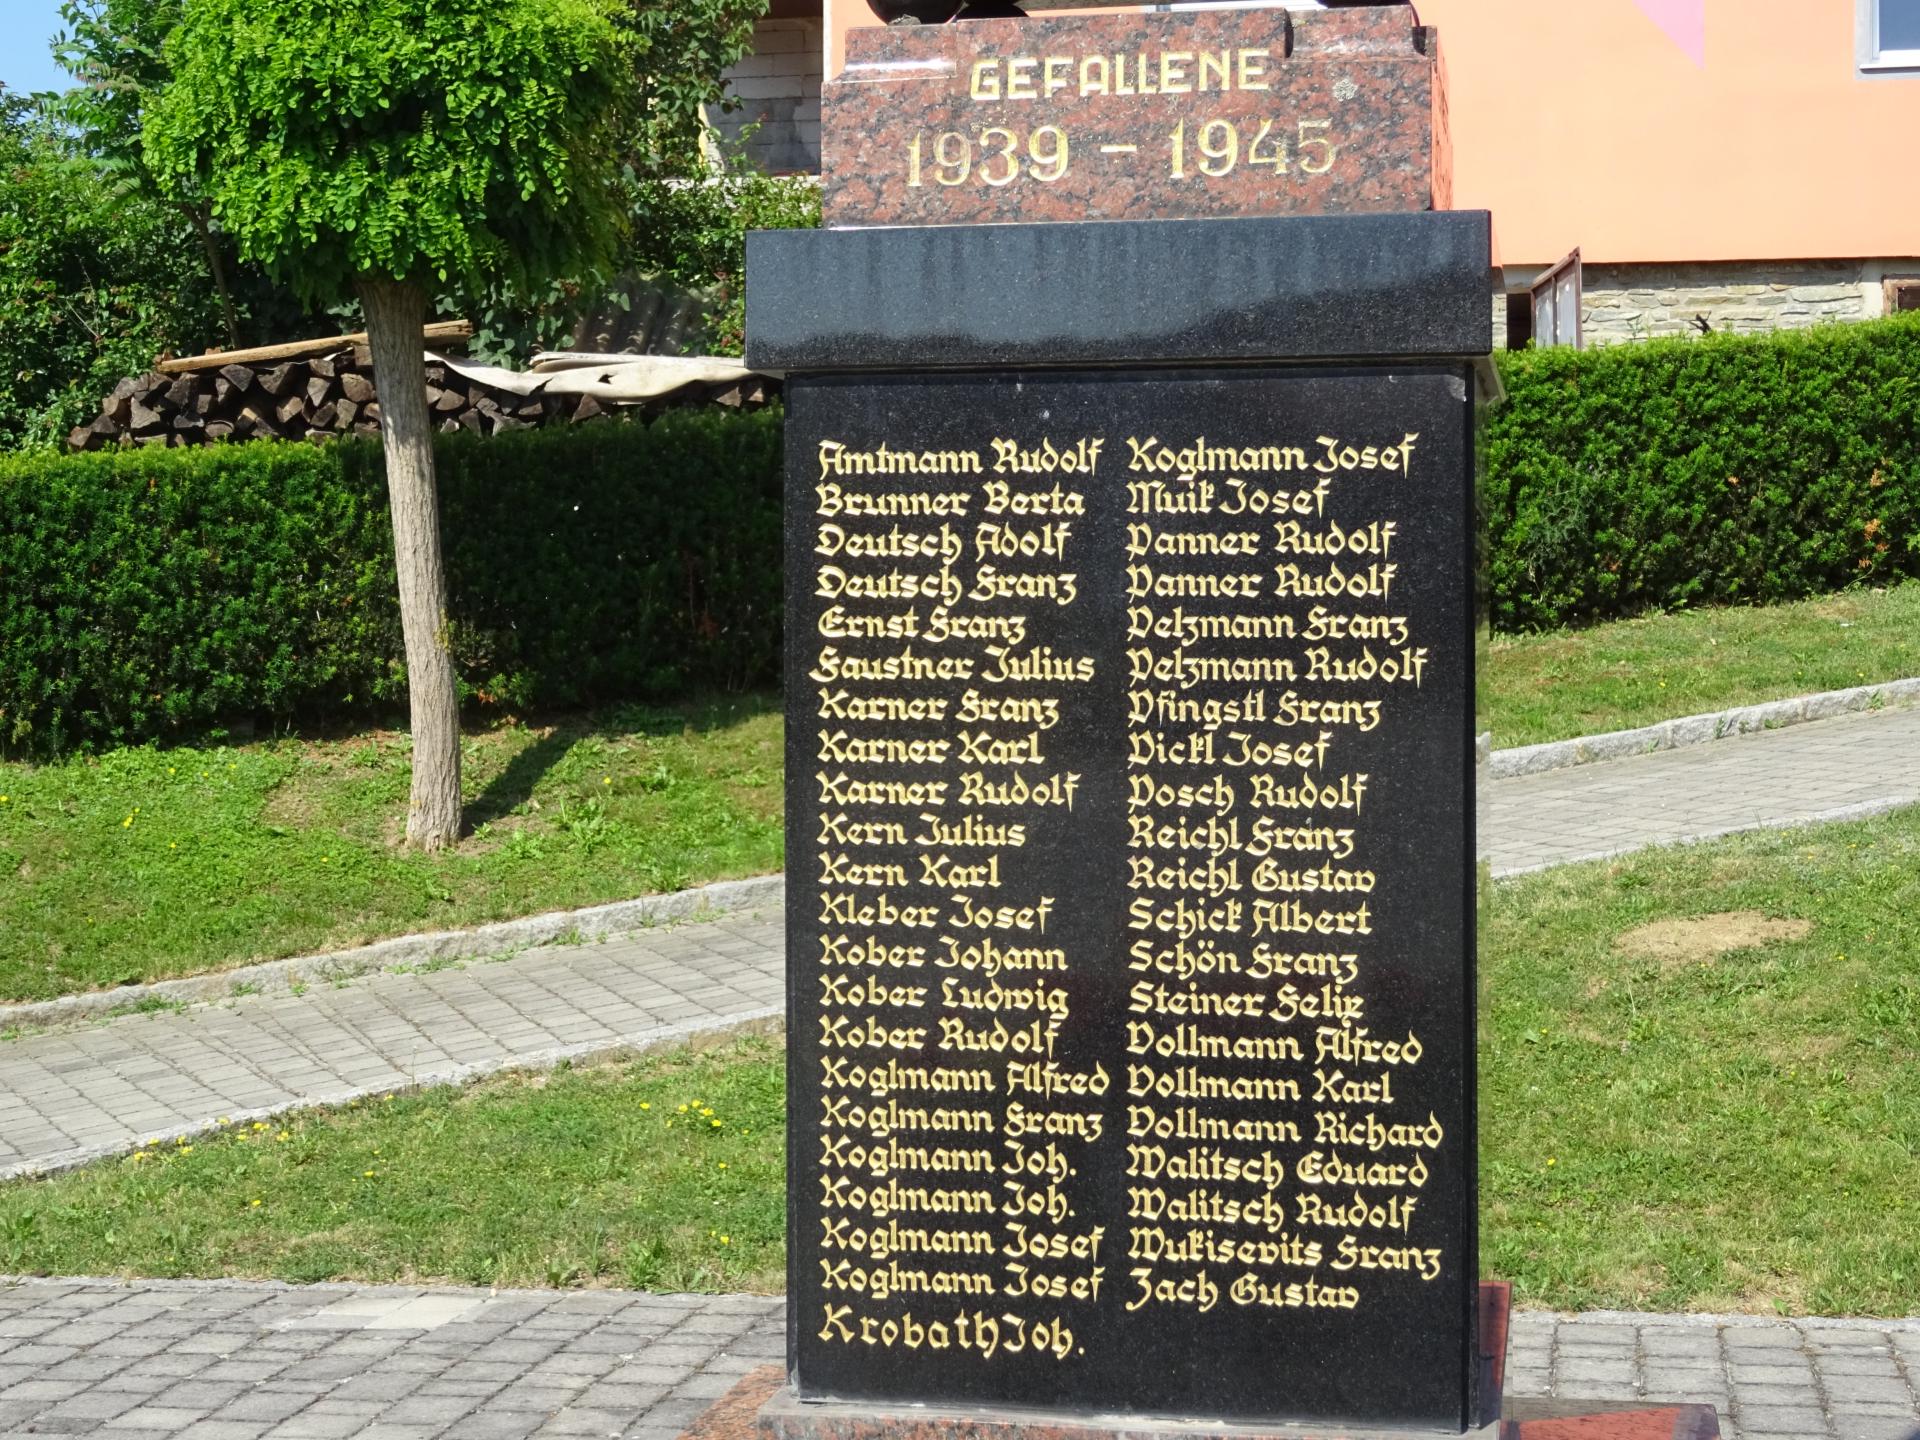 GEFALLENE
1939 - 1945
Amtmann Rudolf
Brunner Berta
Deutsch Adolf
Deutsch Franz
Ernst Franz
Faustner Julius
Karner Franz
Karner Karl
Karner Rudolf
Kern Julius
Kern Karl
Kleber Josef
Kober Johann
Kober Ludwig
Kober Rudolf
Koglmann Alfred
Koglmann Franz
Koglmann Joh.
Koglmann Joh.
Koglmann Josef
Koglmann Josef
Krobath Joh.
Koglmann Josef
Muik Josef
Panner Rudolf
Panner Rudolf
Pelzmann Franz
Pelzmann Rudolf
Pfingstl Franz
Pickl Josef
Posch Rudolf
Reichl Franz
Reichl Gustav
Schick Albert
Schön Franz
Steiner Felix
Vollmann Alfred
Vollmann Karl
Vollmann Richard
Walitsch Eduard
Walitsch Rudolf
Wukisevits Franz
Zach Gustav